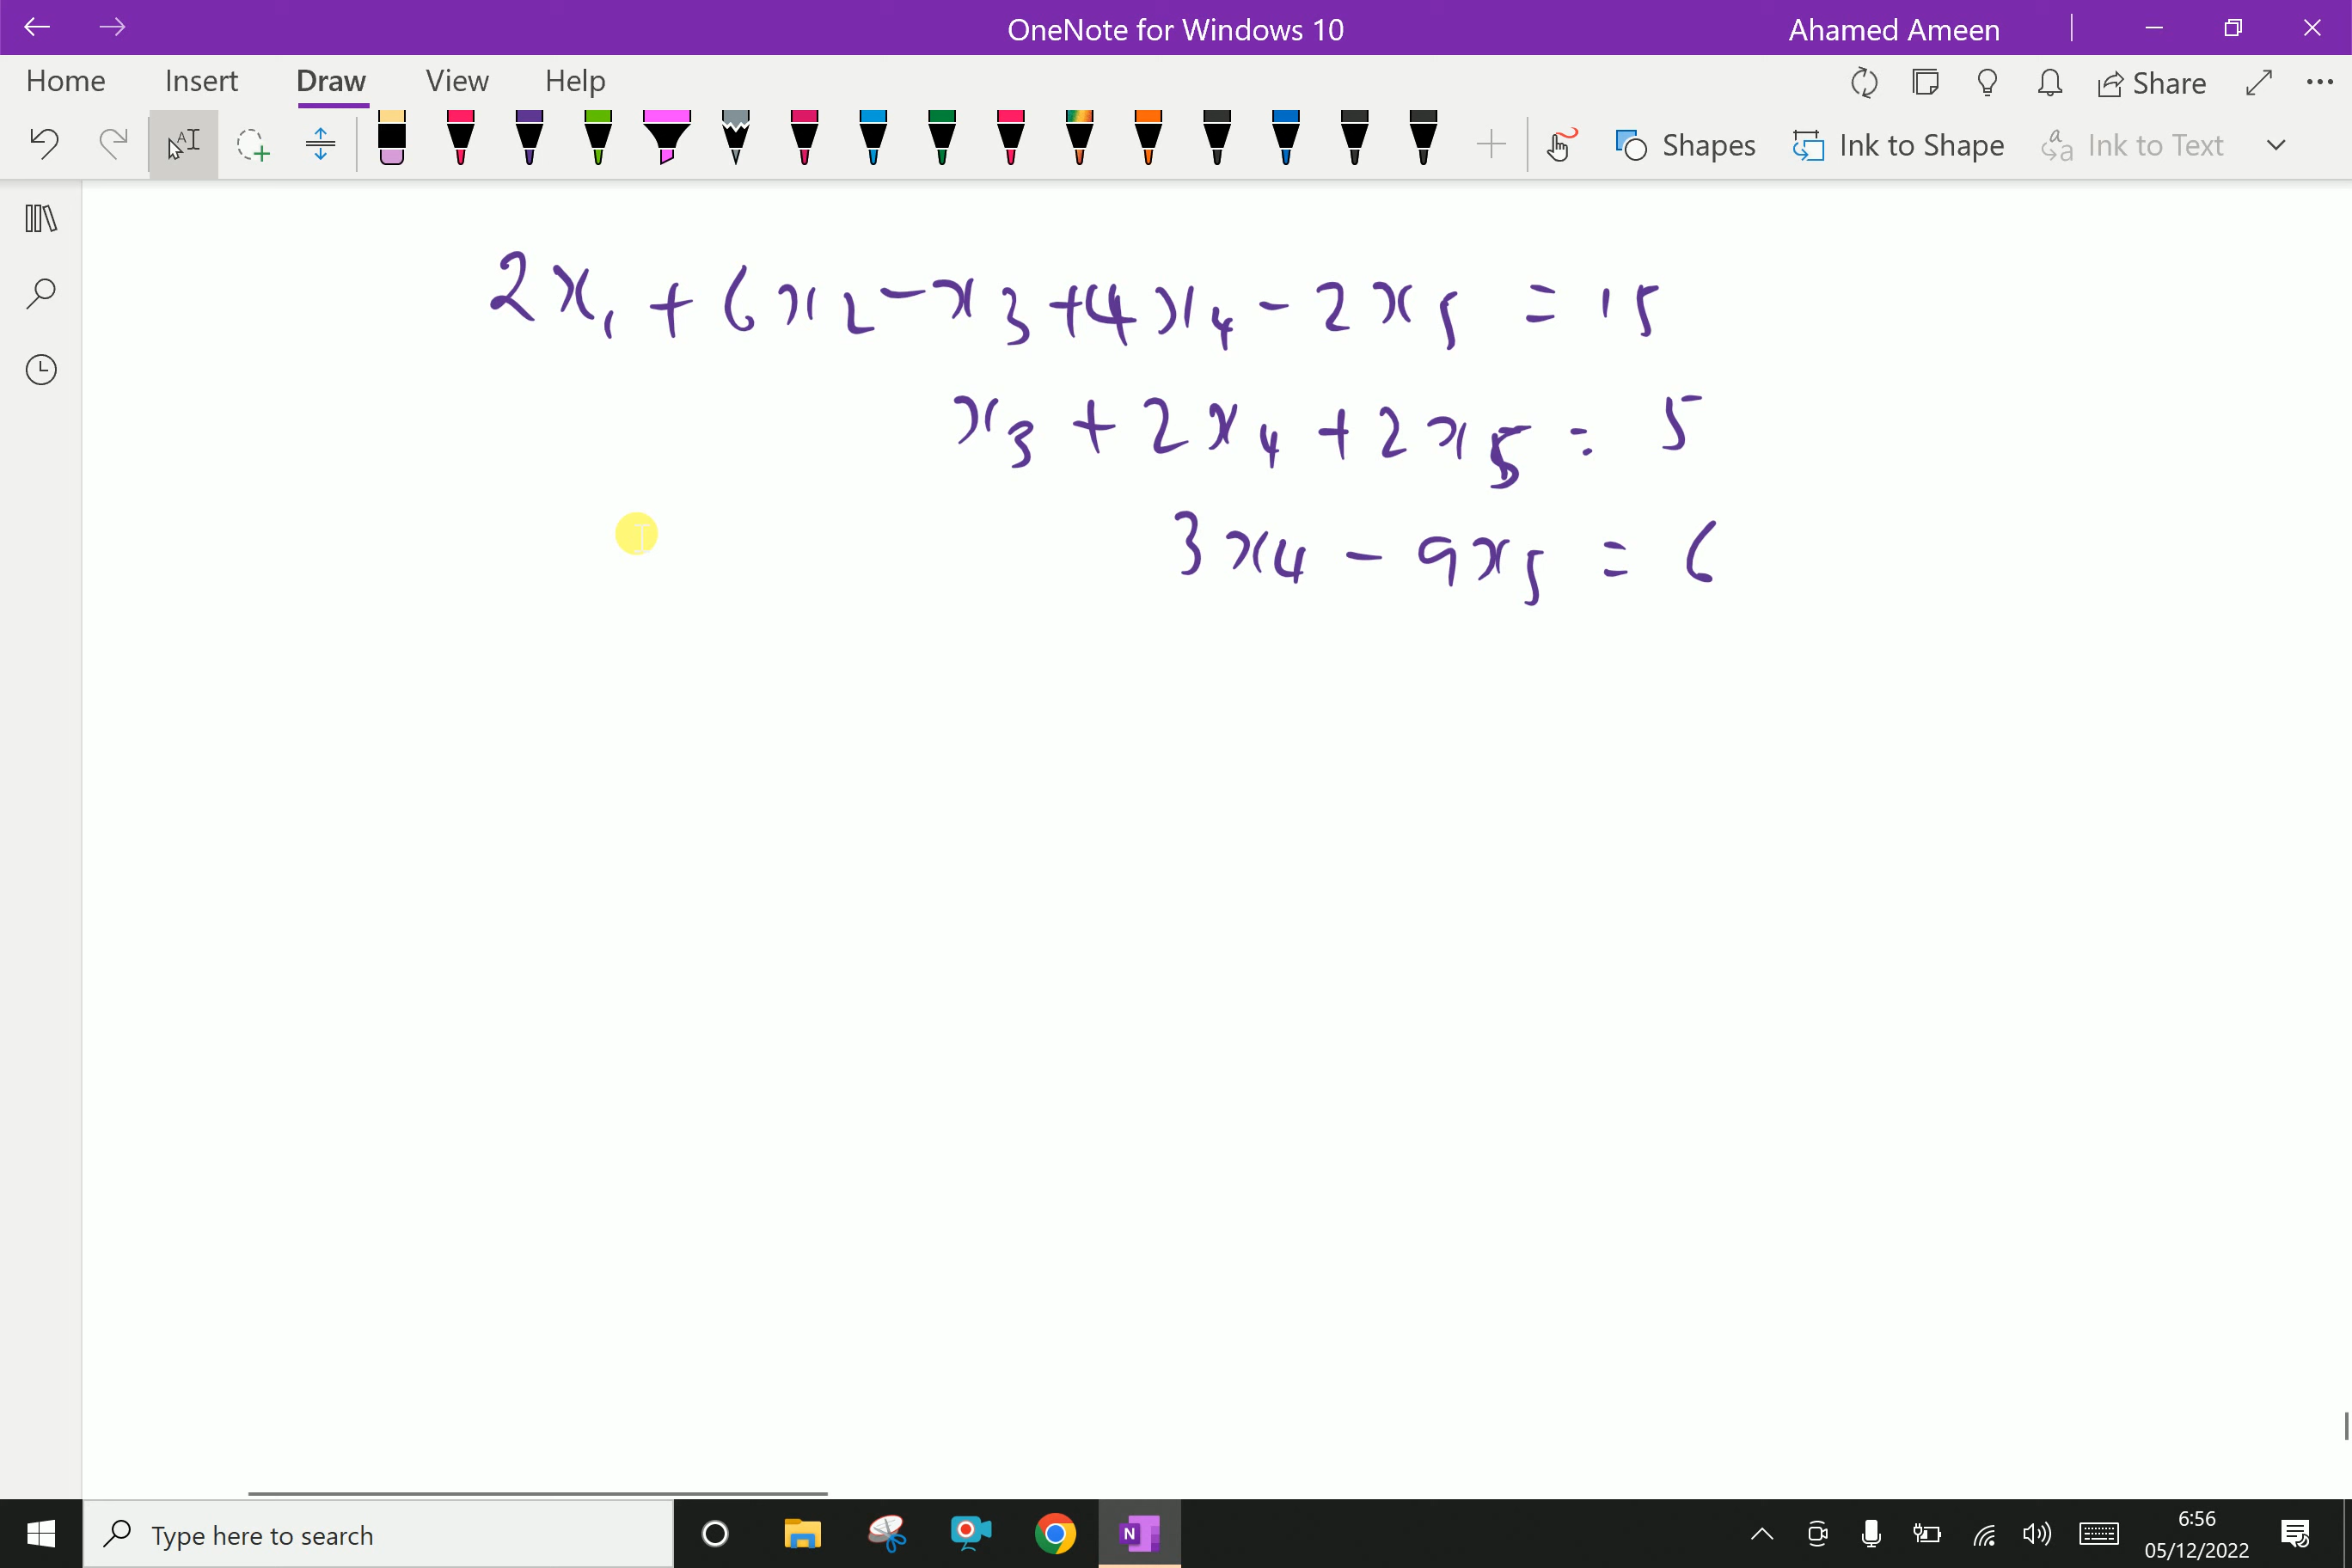 OneNote for Windows 10 Ahamed Ameen
Home Insert Draw View Help Share
Shapes Ink to Shape Ink to Text
2x₁ + 6x₂ - x₃ + 4x₄ - 2x₅ = 15
x₃ + 2x₄ + 2x₅ = 5
3x₄ - 9x₅ = 6
Type here to search
6:56
05/12/2022